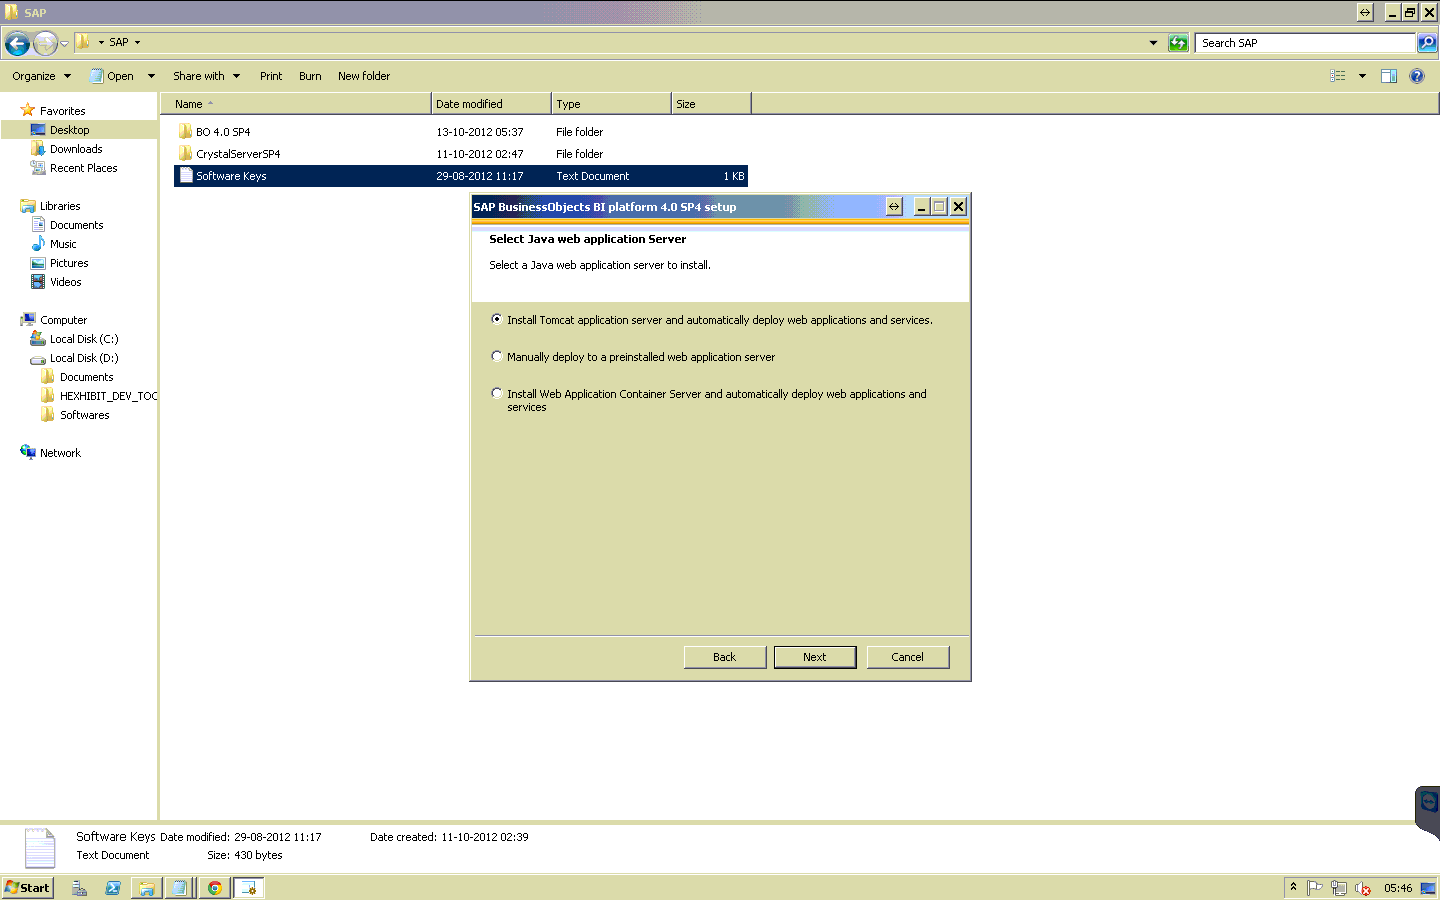 SAP
SAP
Search SAP
Organize
Open
Share with
Print
Burn
New folder
Favorites
Desktop
Downloads
Recent Places
Libraries
Documents
Music
Pictures
Videos
Computer
Local Disk (C:)
Local Disk (D:)
Documents
HEXHIBIT_DEV_TOC
Softwares
Network
Name Date modified Type Size
BO 4.0 SP4 13-10-2012 05:37 File folder
CrystalServerSP4 11-10-2012 02:47 File folder
Software Keys 29-08-2012 11:17 Text Document 1 KB
SAP BusinessObjects BI platform 4.0 SP4 setup
Select Java web application Server
Select a Java web application server to install.
Install Tomcat application server and automatically deploy web applications and services.
Manually deploy to a preinstalled web application server
Install Web Application Container Server and automatically deploy web applications and
services
Back
Next
Cancel
Software Keys Date modified: 29-08-2012 11:17 Date created: 11-10-2012 02:39
Text Document Size: 430 bytes
Start
05:46